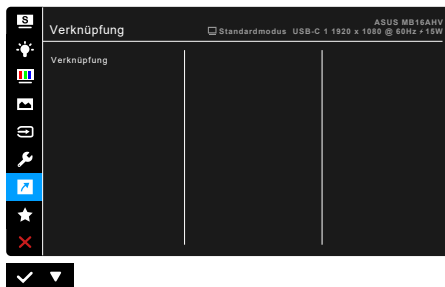 S
Verknüpfung
ASUS MB16AHV
Standardmodus USB-C 1 1920 x 1080 @ 60Hz 15W
Verknüpfung